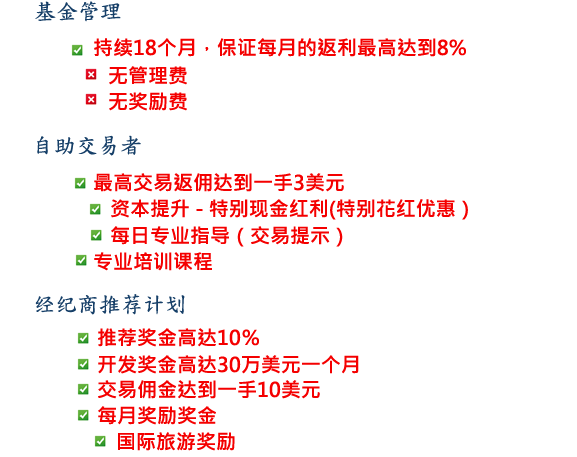 基金管理
持续18个月，保证每月的返利最高达到8%
无管理费
无奖励费
自助交易者
最高交易返佣达到一手3美元
资本提升 - 特别现金红利(特别花红优惠 )
每日专业指导 ( 交易提示 )
专业培训课程
经纪商推荐计划
推荐奖金高达10%
开发奖金高达30万美元一个月
交易佣金达到一手10美元
每月奖励奖金
国际旅游奖励